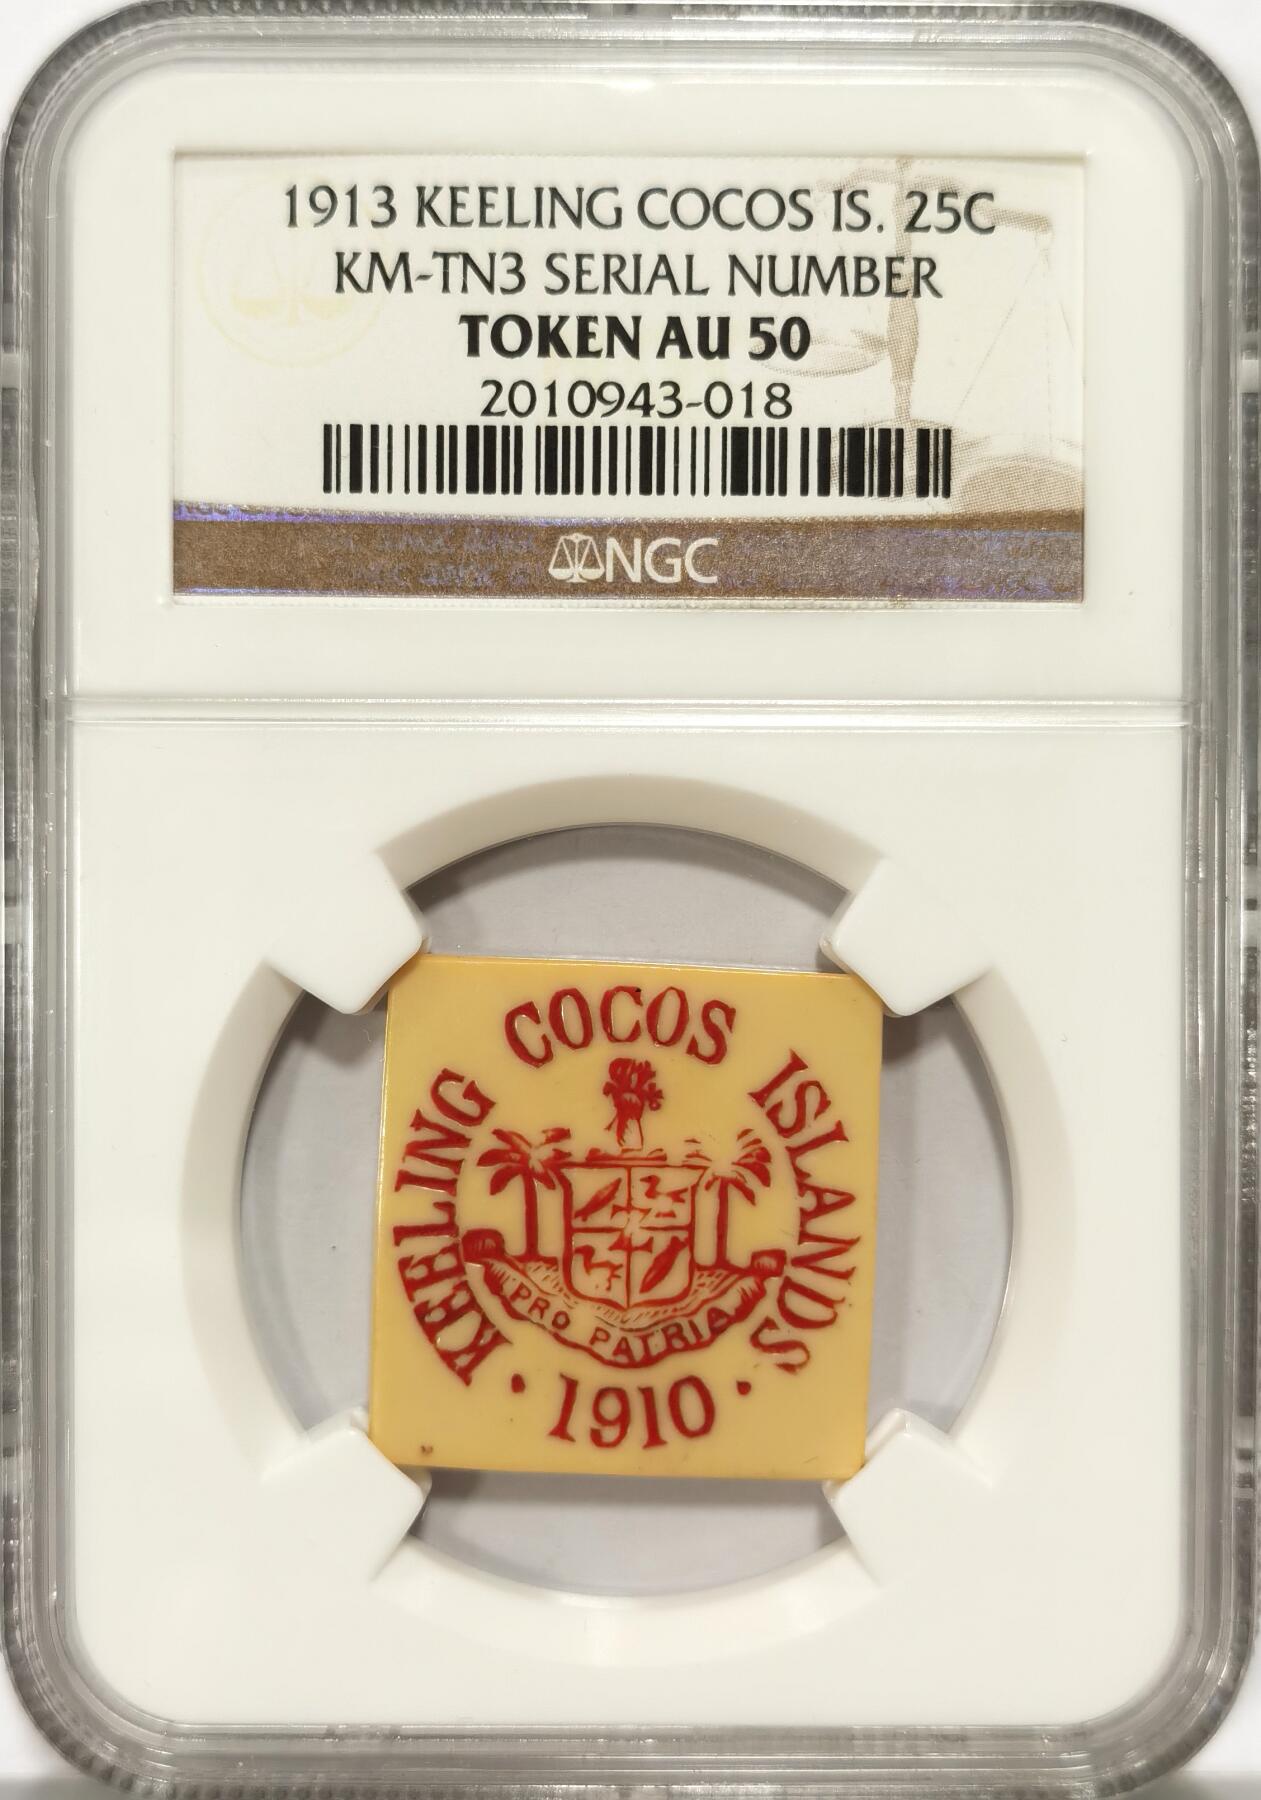 1913 KEELING COCOS IS. 25C
KM-TN3 SERIAL NUMBER
TOKEN AU 50
2010943-018
NGC
KEELING COCOS ISLANDS
PRO PATRIA
· 1910 ·